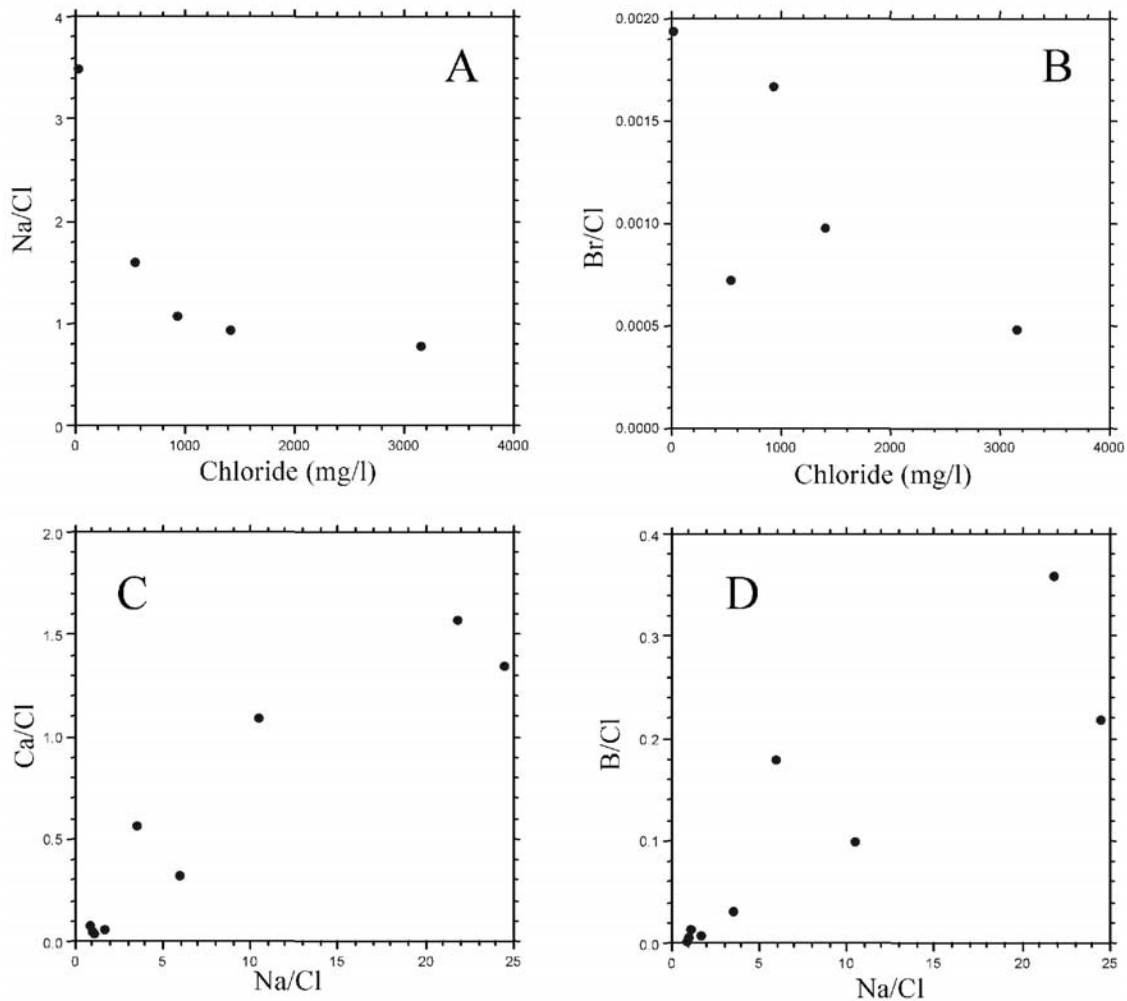 4
3
2
1
0
Na/Cl
A
0 1000 2000 3000 4000
Chloride (mg/l)
0.0020
0.0015
0.0010
0.0005
0.0000
Br/Cl
B
0 1000 2000 3000 4000
Chloride (mg/l)
2.0
1.5
1.0
0.5
0.0
Ca/Cl
C
0 5 10 15 20 25
Na/Cl
0.4
0.3
0.2
0.1
0.0
B/Cl
D
0 5 10 15 20 25
Na/Cl